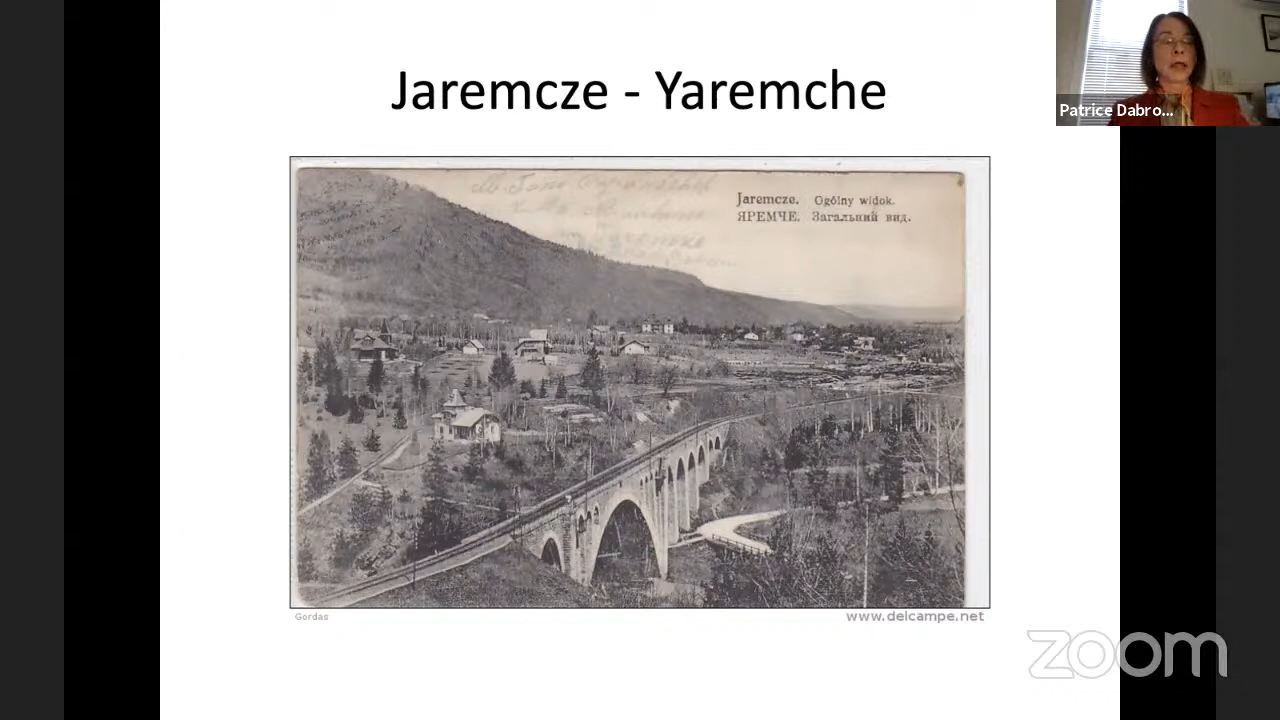 Jaremcze - Yaremche
Patrice Dabro...
Jaremcze. Ogólny widok.
ЯРЕМЧЕ. Загальний вид.
Gordas
www.delcampe.net
zoom